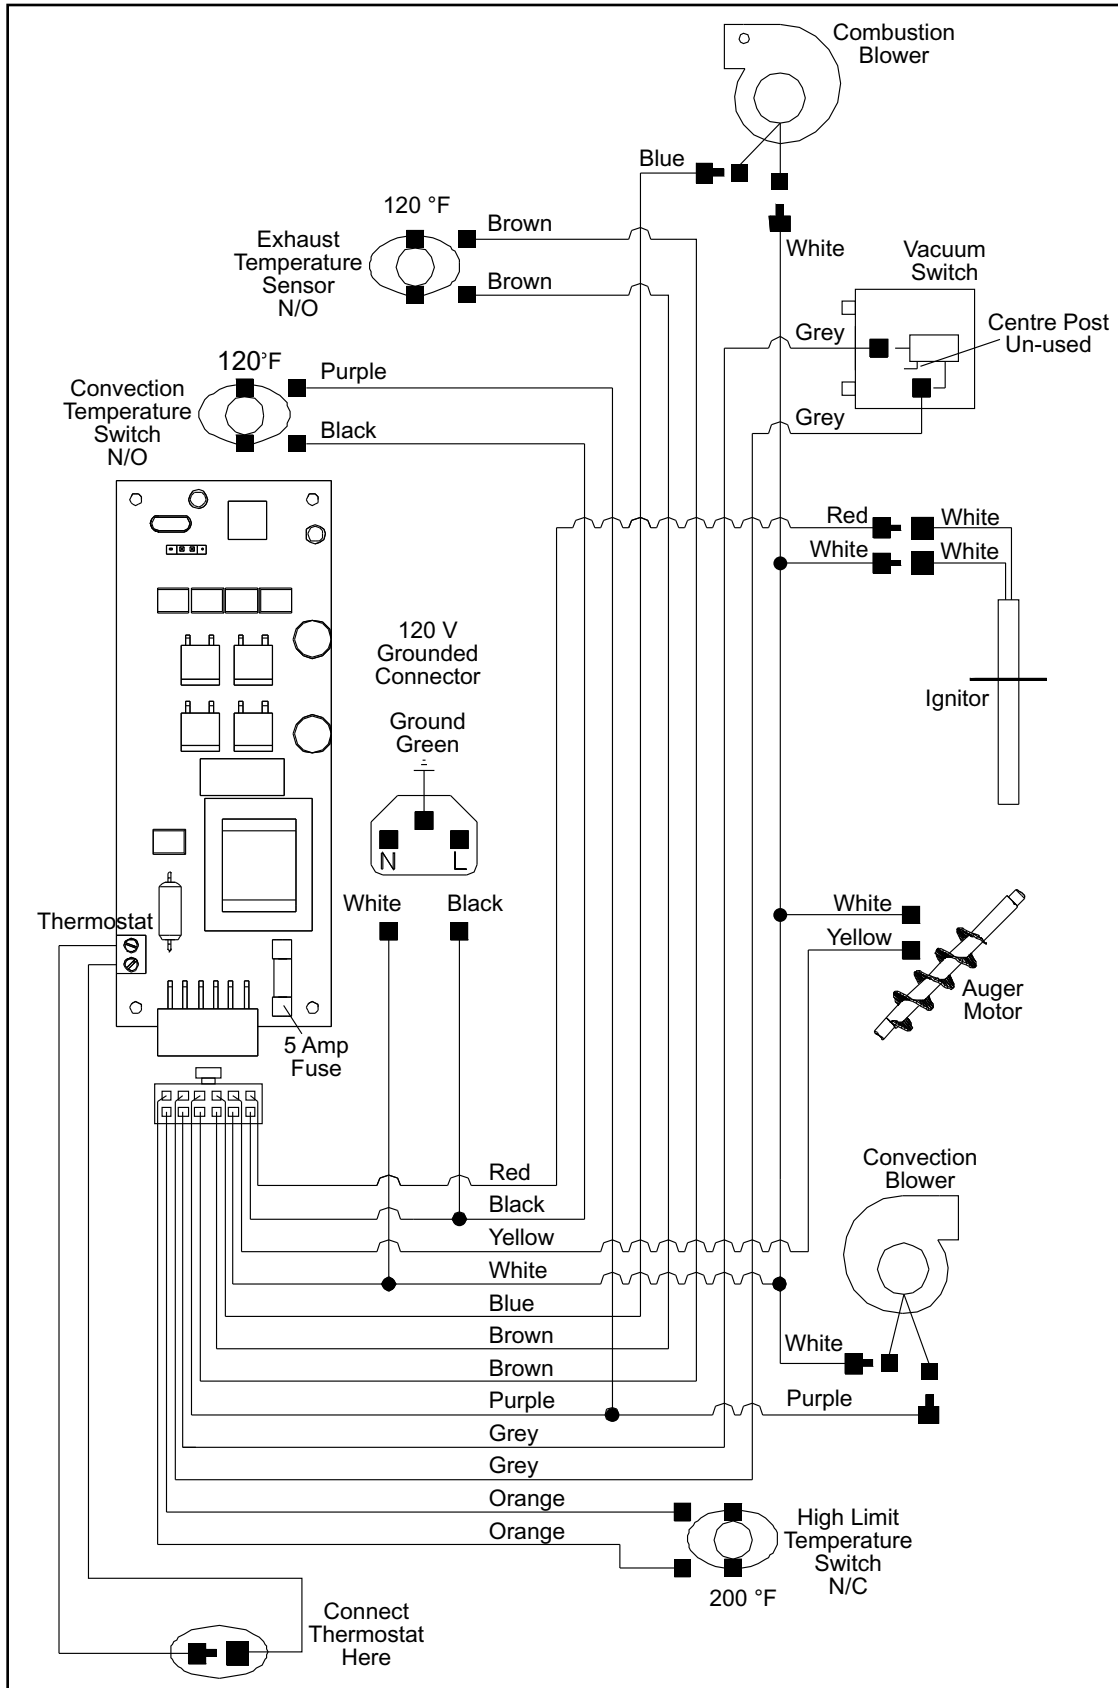 Combustion
Blower
Blue
120 °F
Brown
Exhaust
Temperature
Sensor
N/O
Brown
White
Vacuum
Switch
Grey
Centre Post
Un-used
120°F
Purple
Convection
Temperature
Switch
N/O
Black
Grey
Red
White
White
White
120 V
Grounded
Connector
Ground
Green
Ignitor
N
L
White
Black
White
Yellow
Thermostat
Auger
Motor
5 Amp
Fuse
Convection
Blower
Red
Black
Yellow
White
Blue
Brown
White
Brown
Purple
Purple
Grey
Grey
Orange
Orange
High Limit
Temperature
Switch
N/C
200 °F
Connect
Thermostat
Here